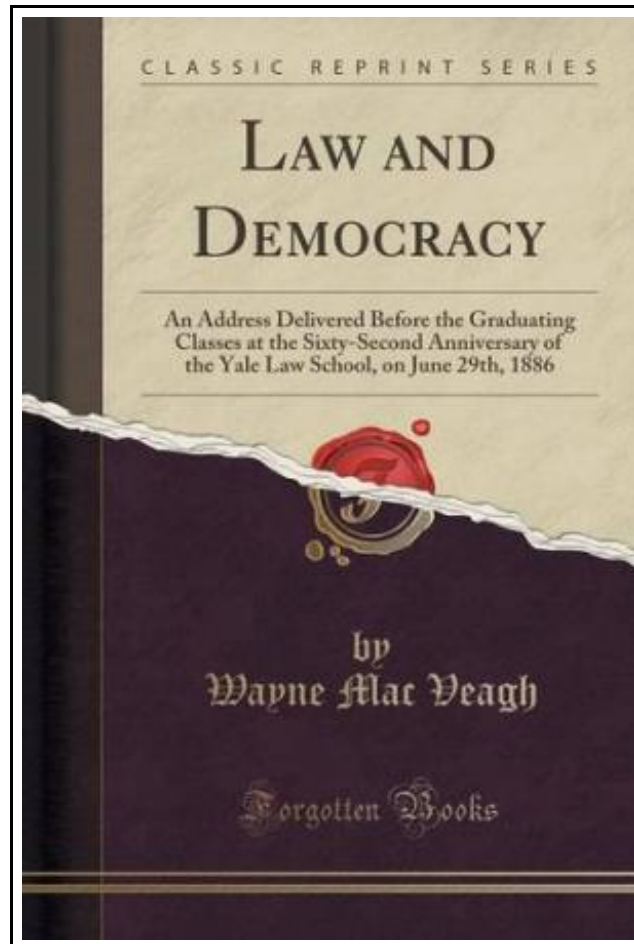 CLASSIC REPRINT SERIES
LAW AND
DEMOCRACY
An Address Delivered Before the Graduating
Classes at the Sixty-Second Anniversary of
the Yale Law School, on June 29th, 1886
by
Wayne Mac Veagh
Forgotten Books